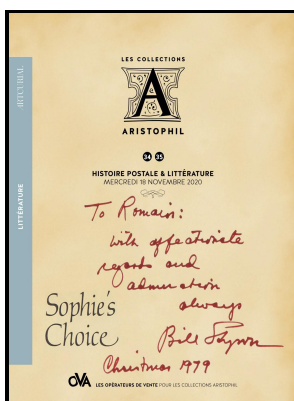 LES COLLECTIONS
A
ARISTOPHIL
34 35
HISTOIRE POSTALE & LITTÉRATURE
MERCREDI 18 NOVEMBRE 2020
ARTCURIAL
LITTÉRATURE
To Romain:
with affectionate
regards and
admiration
always
Sophie's
Choice
Bill Styron
Christmas 1979
OVA LES OPÉRATEURS DE VENTE POUR LES COLLECTIONS ARISTOPHIL